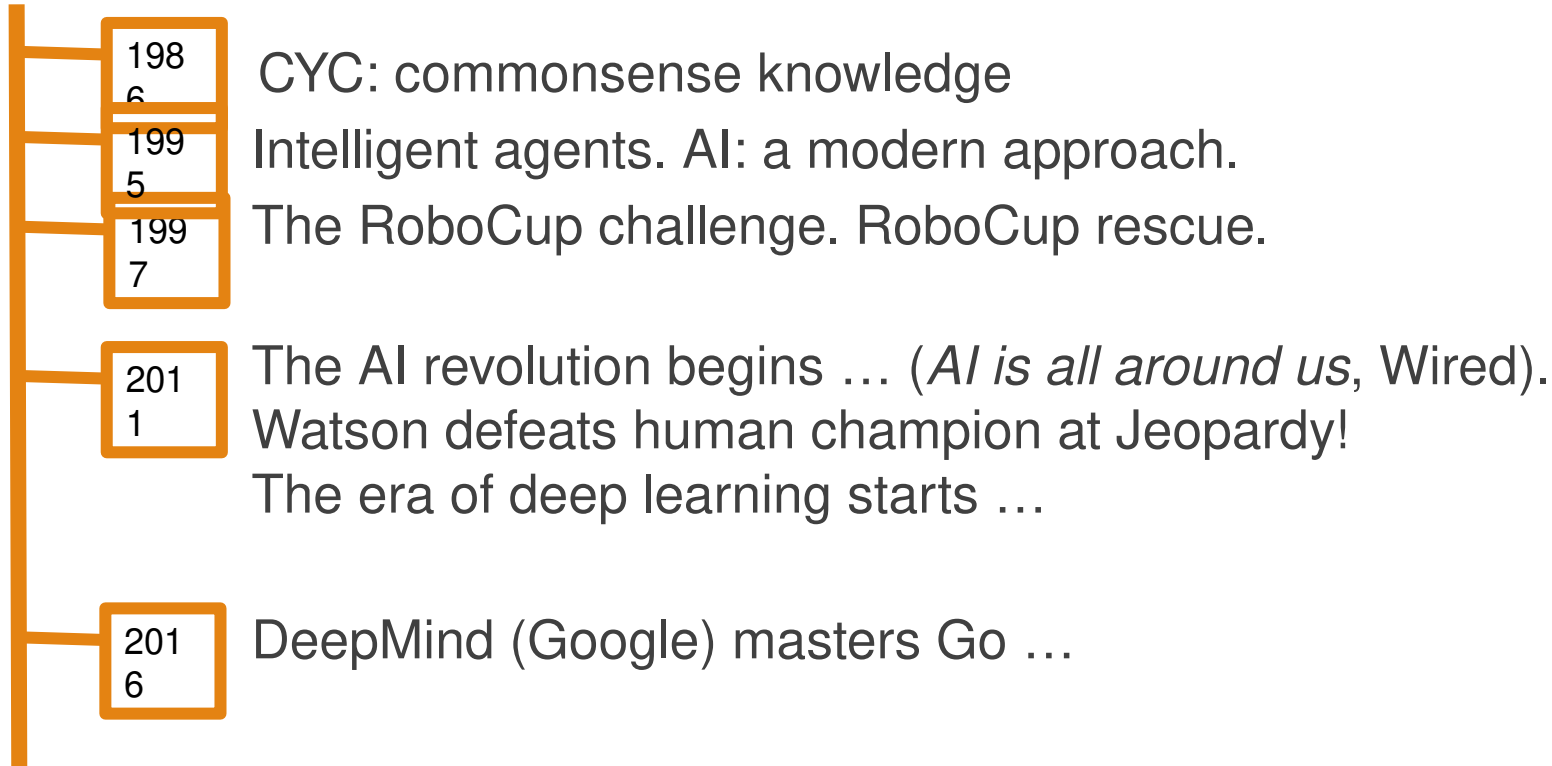 198
6
CYC: commonsense knowledge
199
5
Intelligent agents. AI: a modern approach.
199
7
The RoboCup challenge. RoboCup rescue.
201
1
The AI revolution begins … (AI is all around us, Wired).
Watson defeats human champion at Jeopardy!
The era of deep learning starts …
201
6
DeepMind (Google) masters Go …